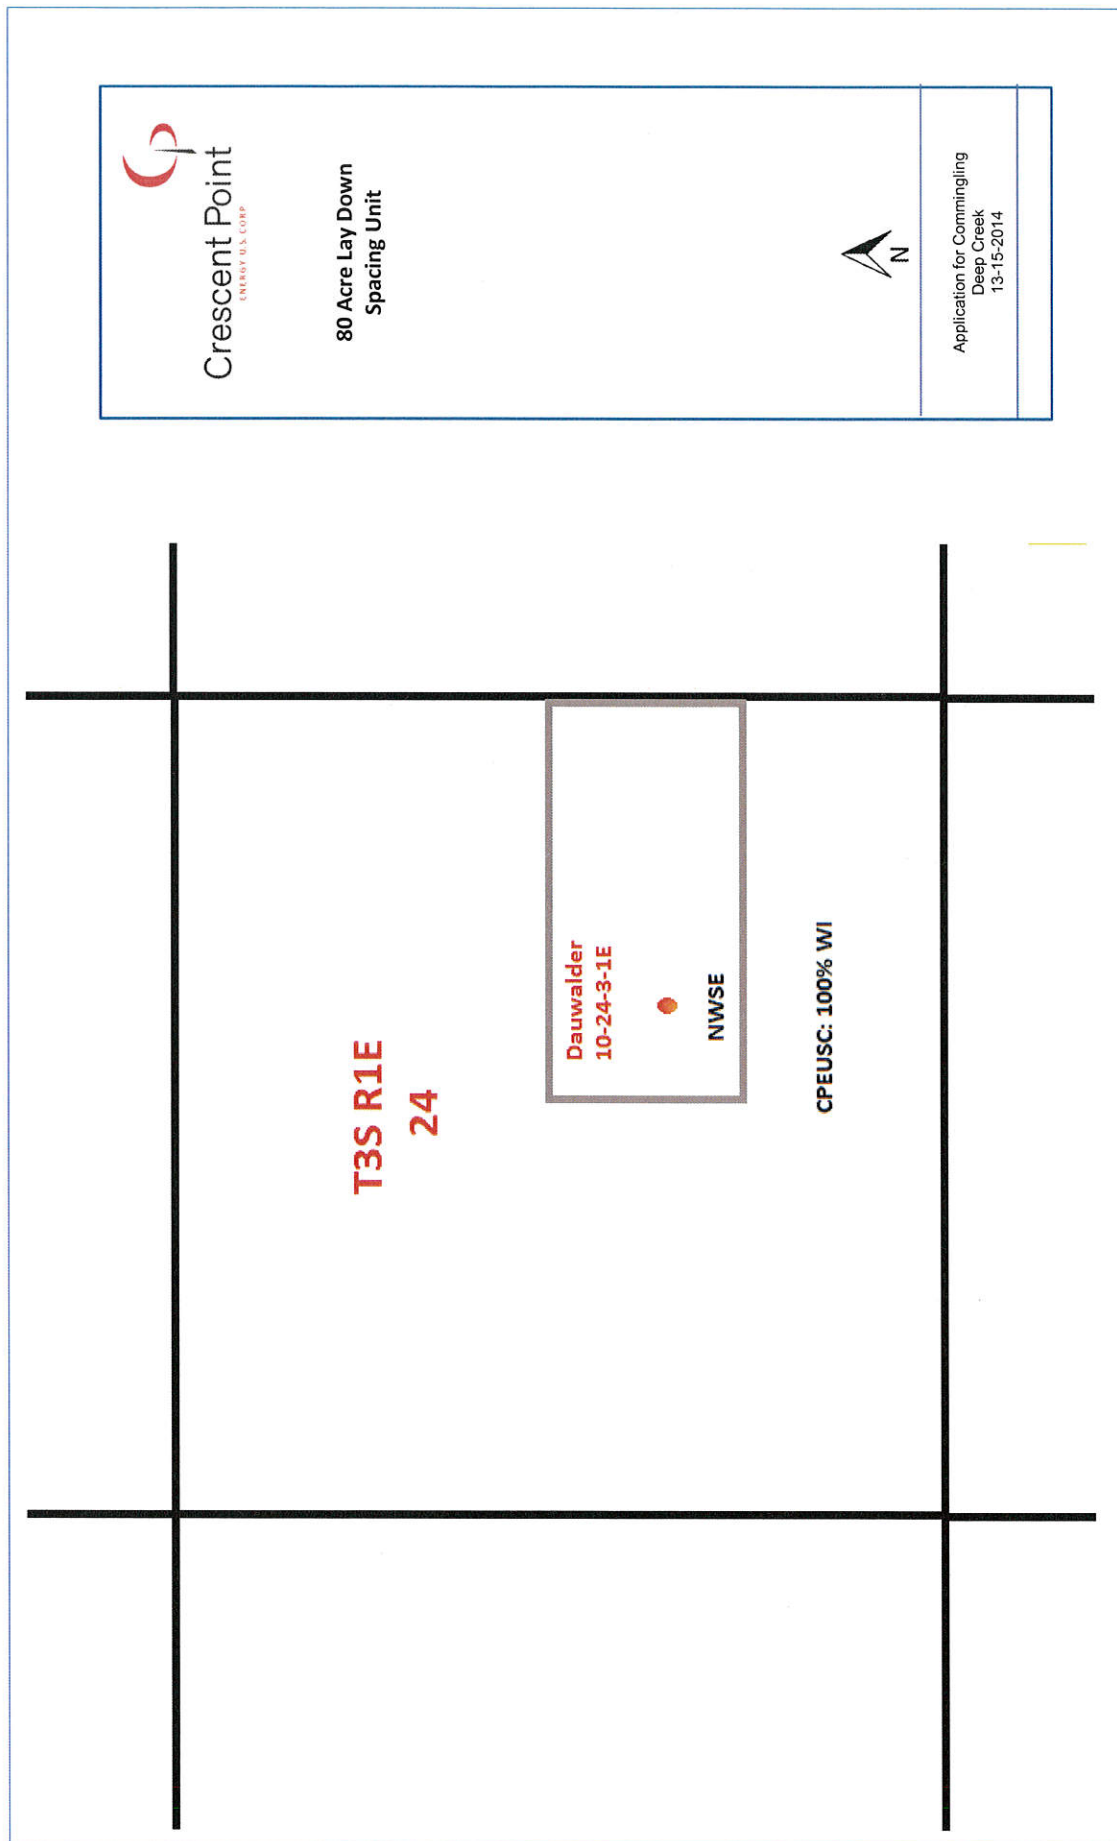 T3S R1E
24
Dauwalder
10-24-3-1E
NWSE
CPEUSC: 100% WI
Crescent Point
ENERGY U.S. CORP
80 Acre Lay Down
Spacing Unit
N
Application for Commingling
Deep Creek
13-15-2014